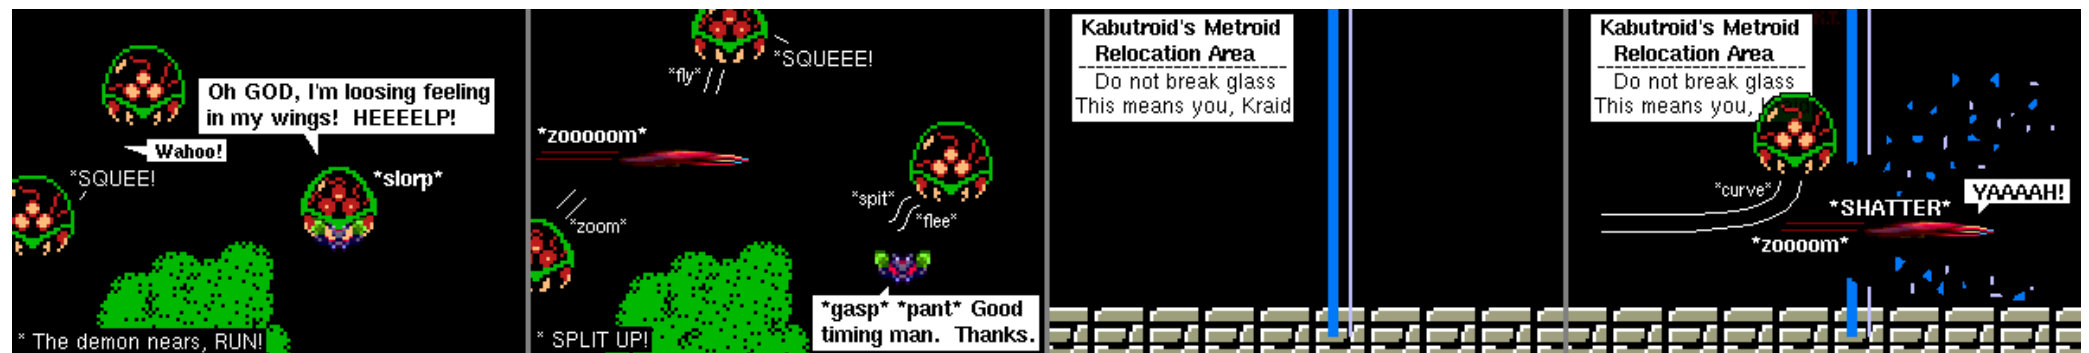 Oh GOD, I'm loosing feeling
in my wings!  HEEEELP!
Wahoo!
*SQUEE!
*slorp*
* The demon nears, RUN!
*SQUEEE!
*fly*
*zooooom*
*spit*
*flee*
*zoom*
*gasp* *pant* Good
timing man.  Thanks.
* SPLIT UP!
Kabutroid's Metroid
Relocation Area
Do not break glass
This means you, Kraid
Kabutroid's Metroid
Relocation Area
Do not break glass
This means you,
*curve*
YAAAAH!
*SHATTER*
*zoooom*